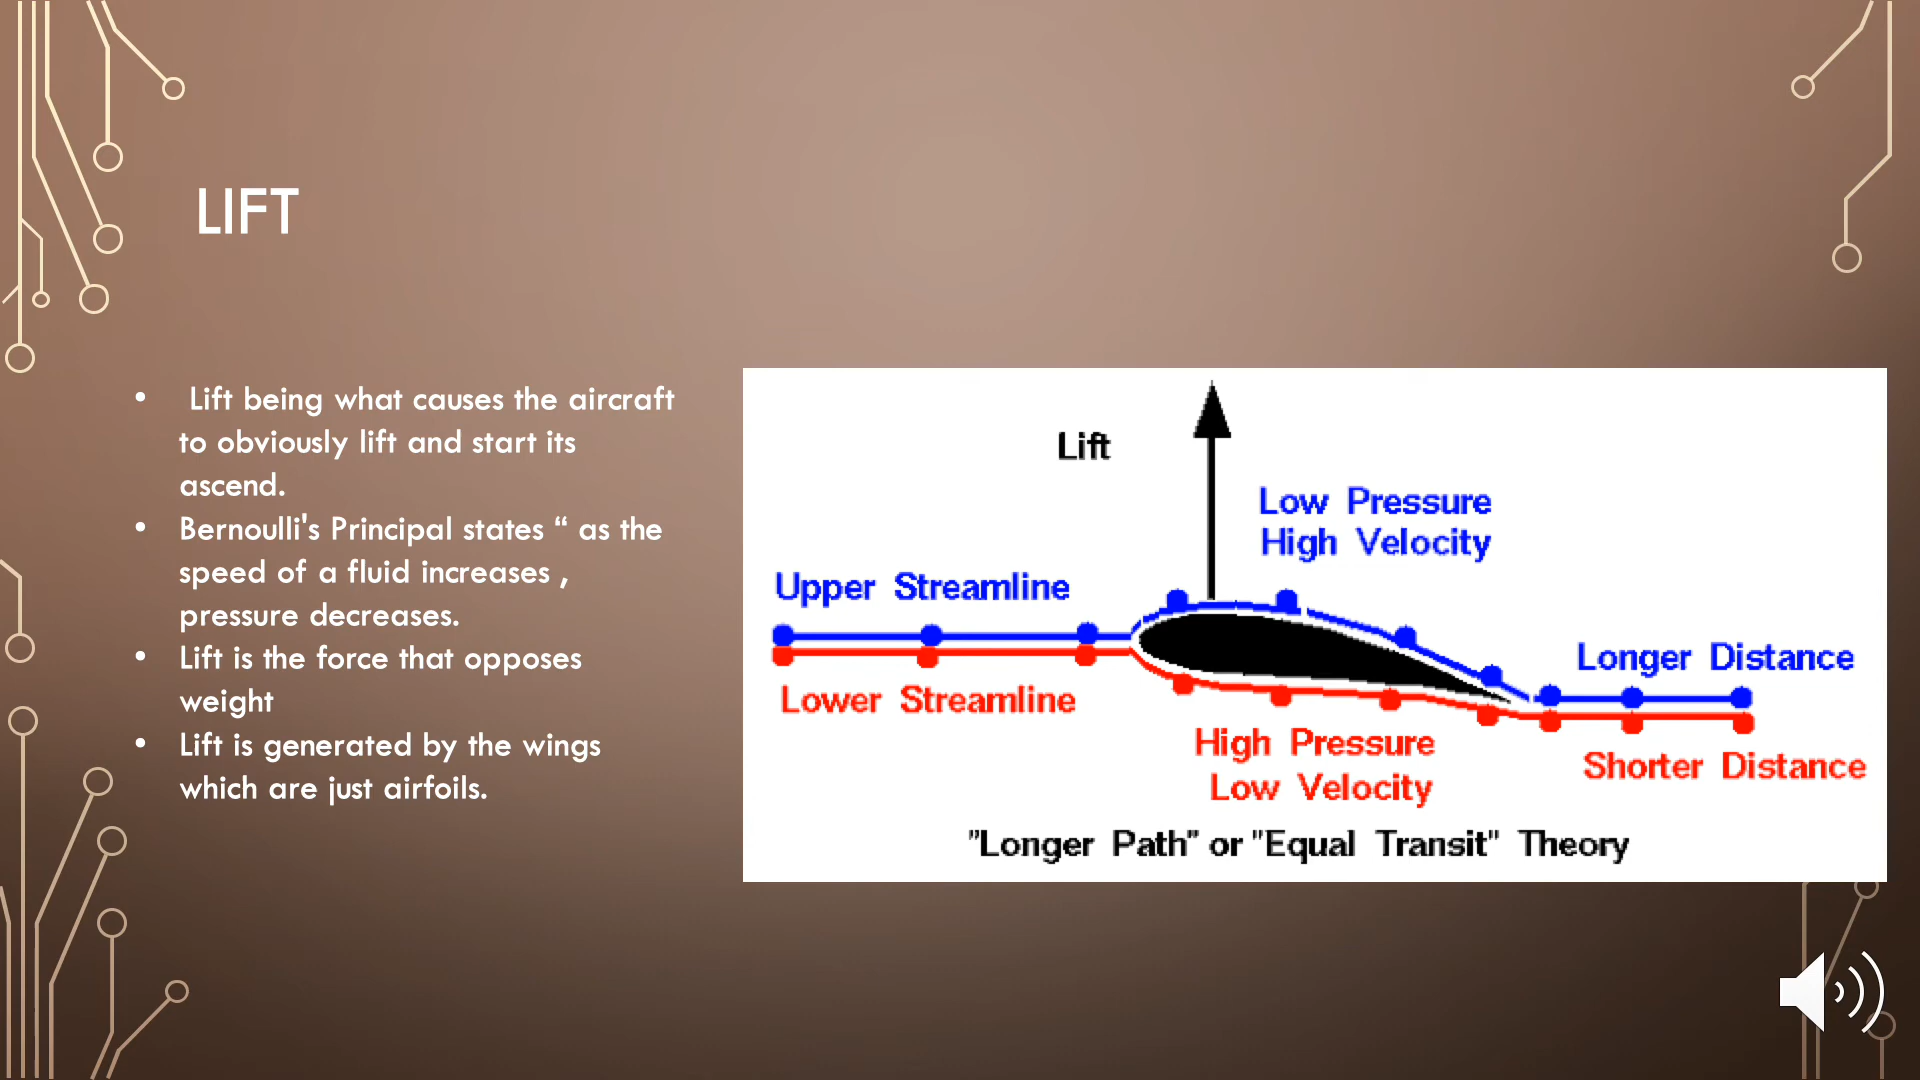 LIFT
• Lift being what causes the aircraft
to obviously lift and start its
ascend.
• Bernoulli's Principal states “ as the
speed of a fluid increases ,
pressure decreases.
• Lift is the force that opposes
weight
• Lift is generated by the wings
which are just airfoils.
Lift
Low Pressure
High Velocity
Upper Streamline
Longer Distance
Lower Streamline
High Pressure
Low Velocity
Shorter Distance
"Longer Path" or "Equal Transit" Theory